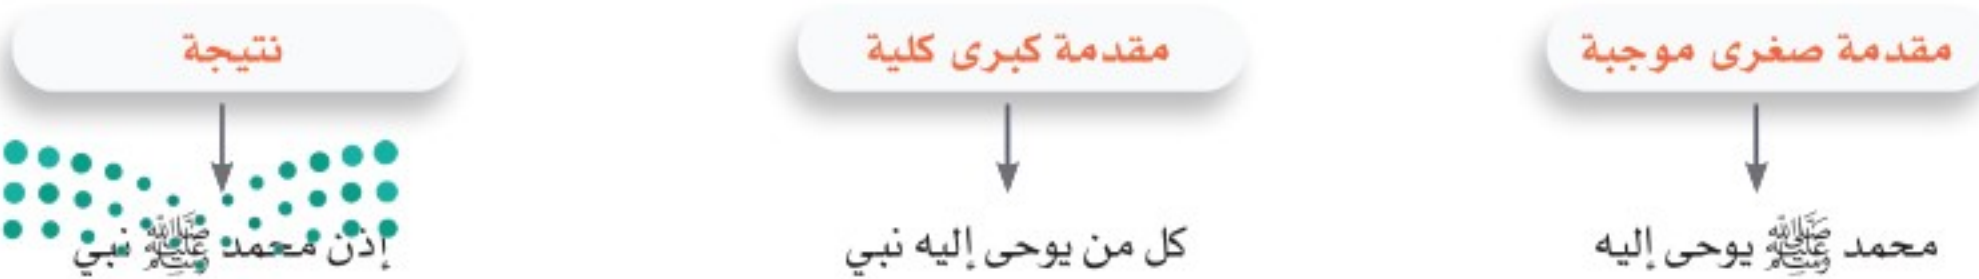 مقدمة صغرى موجبة
مقدمة كبرى كلية
نتيجة
محمد ﷺ يوحى إليه
كل من يوحى إليه نبي
إذن محمد ﷺ نبي